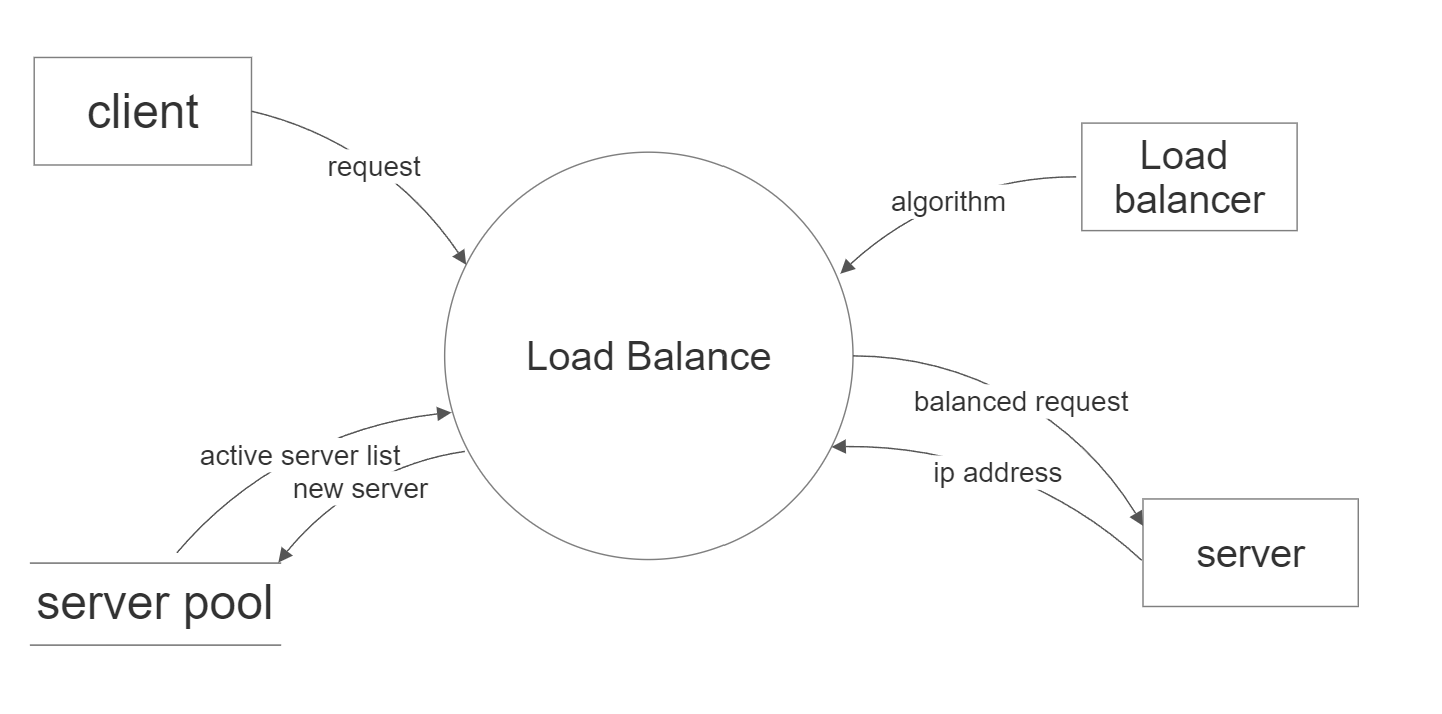 client
request
Load
balancer
algorithm
Load Balance
balanced request
active server list
ip address
new server
server
server pool